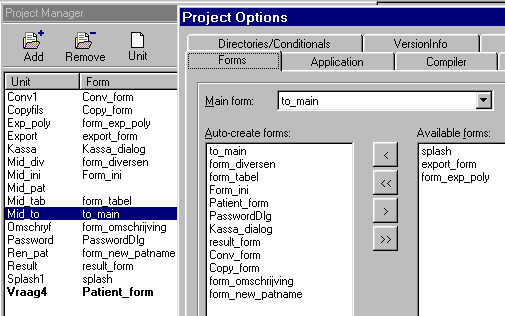 Project Manager
Add Remove Unit
Unit Form
Conv1 Conv_form
Copyfils Copy_form
Exp_poly form_exp_poly
Export export_form
Kassa Kassa_dialog
Mid_div form_diversen
Mid_ini Form_ini
Mid_pat
Mid_tab form_tabel
Mid_to to_main
Omschryf form_omschrijving
Password PasswordDlg
Ren_pat form_new_patname
Result result_form
Splash1 splash
Vraag4 Patient_form
Project Options
Directories/Conditionals VersionInfo
Forms Application Compiler
Main form: to_main
Auto-create forms:
to_main
form_diversen
form_tabel
Form_ini
Patient_form
PasswordDlg
Kassa_dialog
result_form
Conv_form
Copy_form
form_omschrijving
form_new_patname
<
<<
>
>>
Available forms:
splash
export_form
form_exp_poly